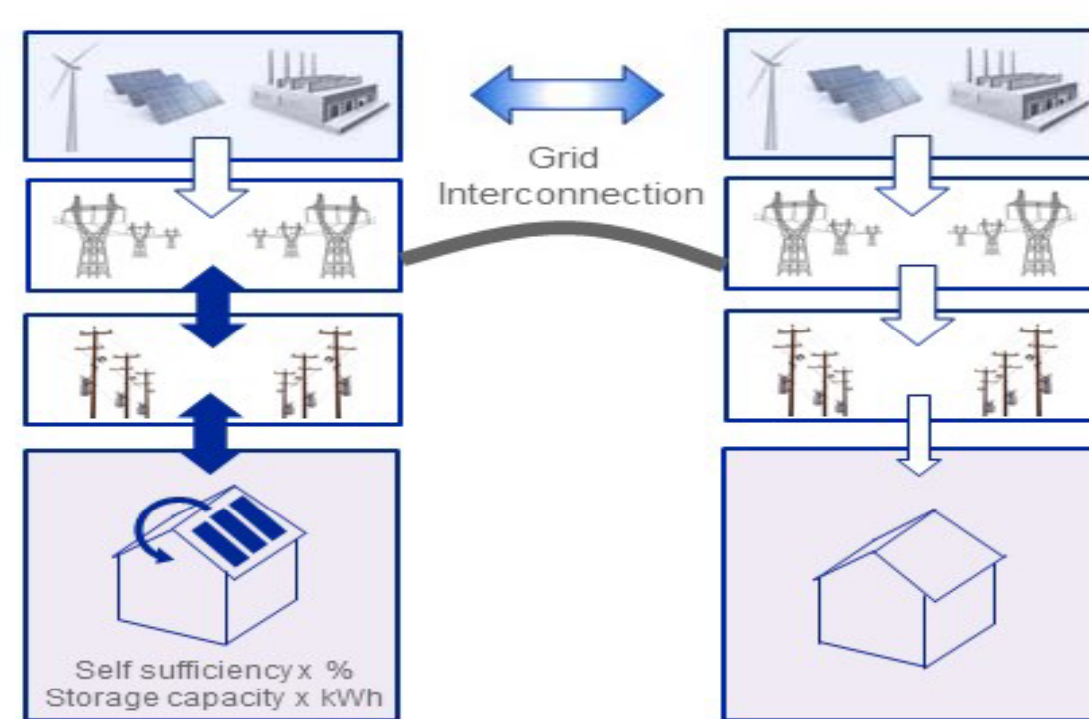 Grid
Interconnection
Self sufficiency x %
Storage capacity x kWh